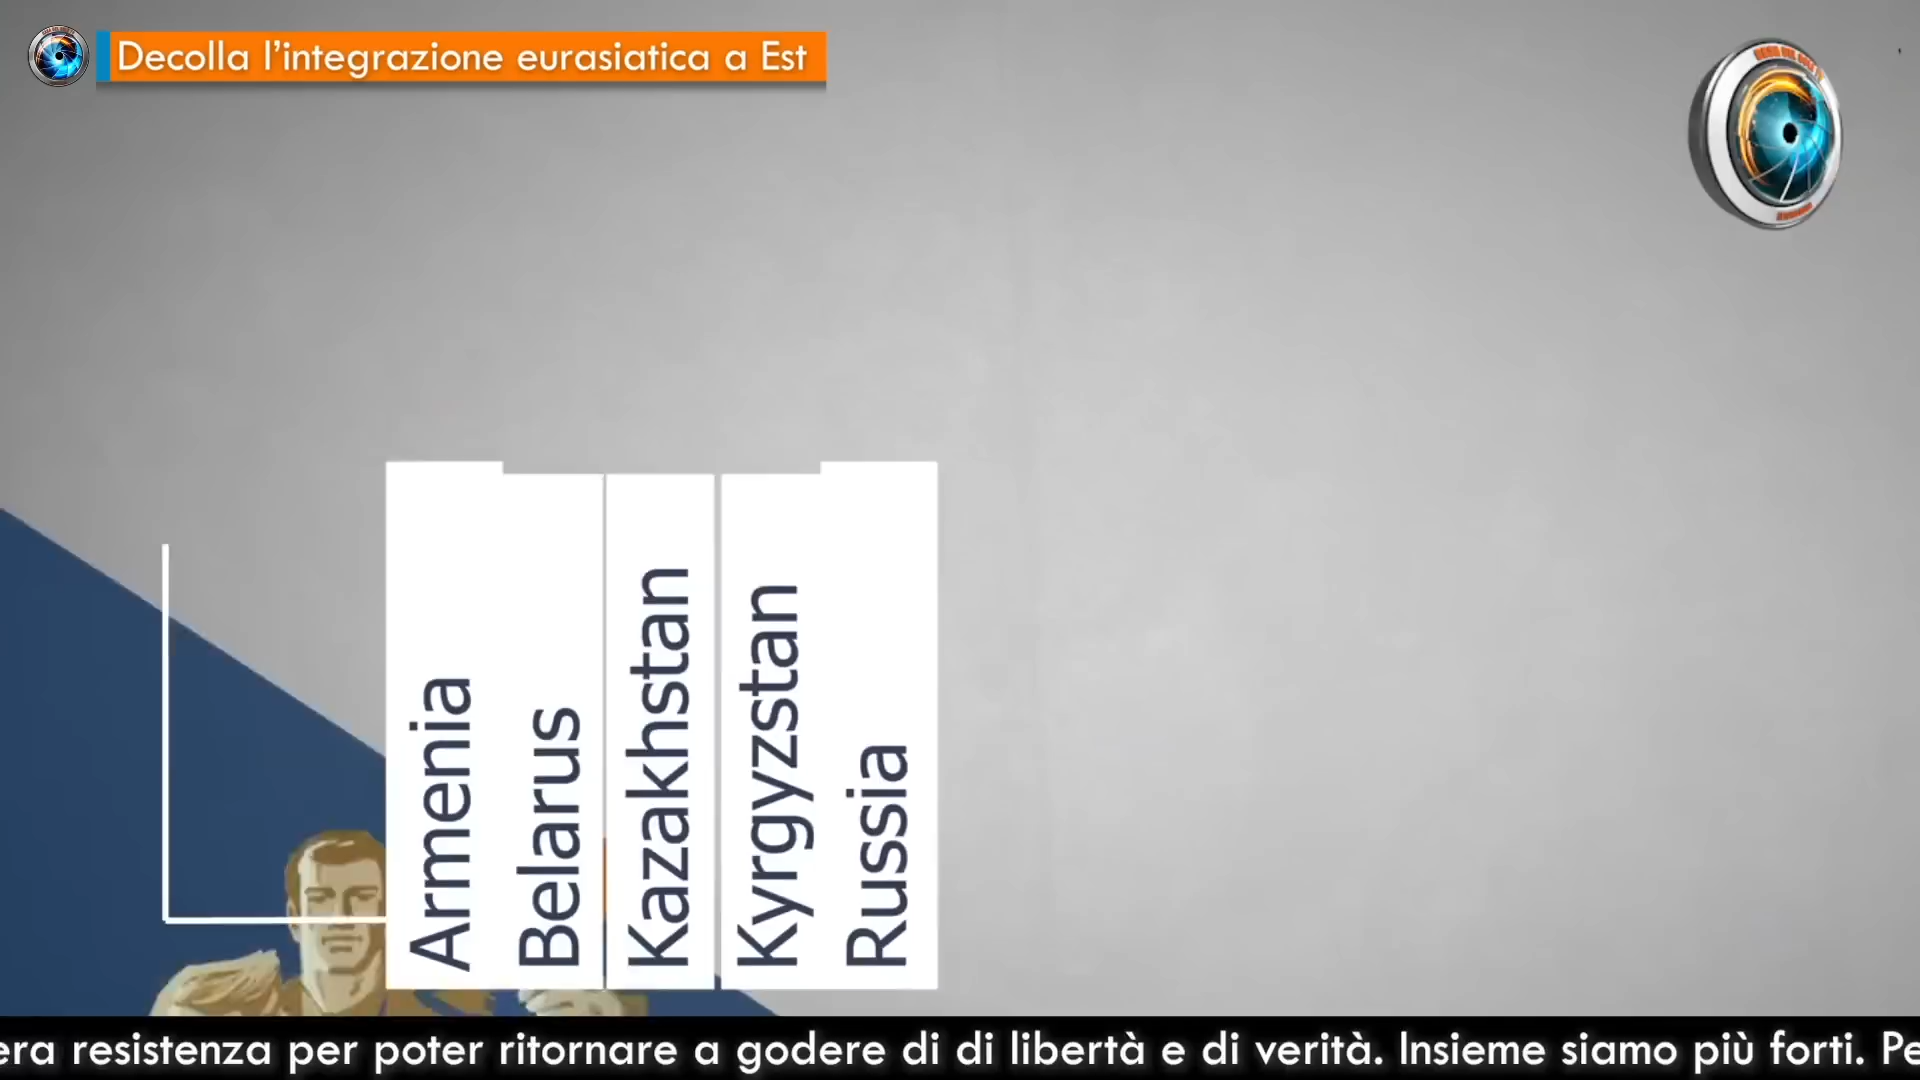 Decolla l’integrazione eurasiatica a Est
Armenia
Belarus
Kazakhstan
Kyrgyzstan
Russia
era resistenza per poter ritornare a godere di di libertà e di verità. Insieme siamo più forti. Pe